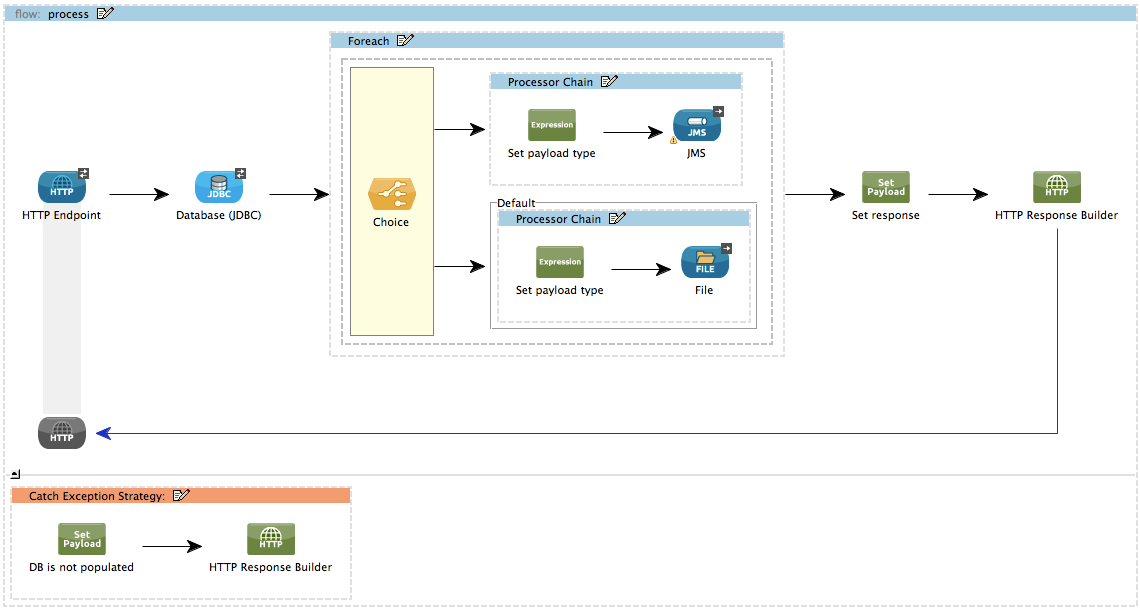 flow: process
Foreach
Processor Chain
Expression
Set payload type
JMS
JMS
HTTP
HTTP Endpoint
JDBC
Database (JDBC)
Choice
Default
Processor Chain
Expression
Set payload type
FILE
File
Set
Payload
Set response
HTTP
HTTP Response Builder
HTTP
Catch Exception Strategy:
Set
Payload
DB is not populated
HTTP
HTTP Response Builder